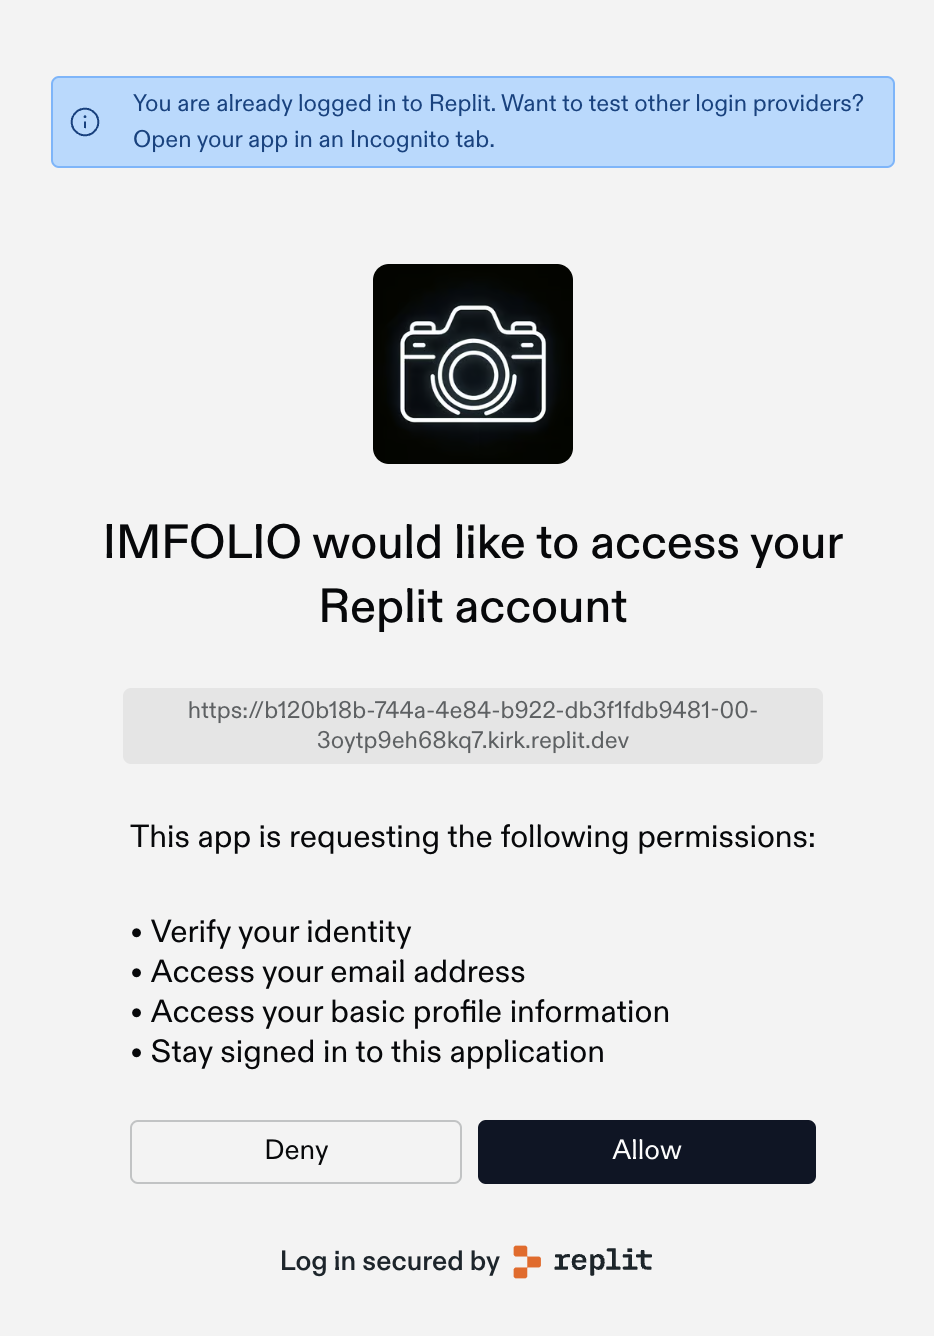 You are already logged in to Replit. Want to test other login providers?
Open your app in an Incognito tab.
IMFOLIO would like to access your
Replit account
https://b120b18b-744a-4e84-b922-db3f1fdb9481-00-
3oytp9eh68kq7.kirk.replit.dev
This app is requesting the following permissions:
• Verify your identity
• Access your email address
• Access your basic profile information
• Stay signed in to this application
Deny
Allow
Log in secured by replit